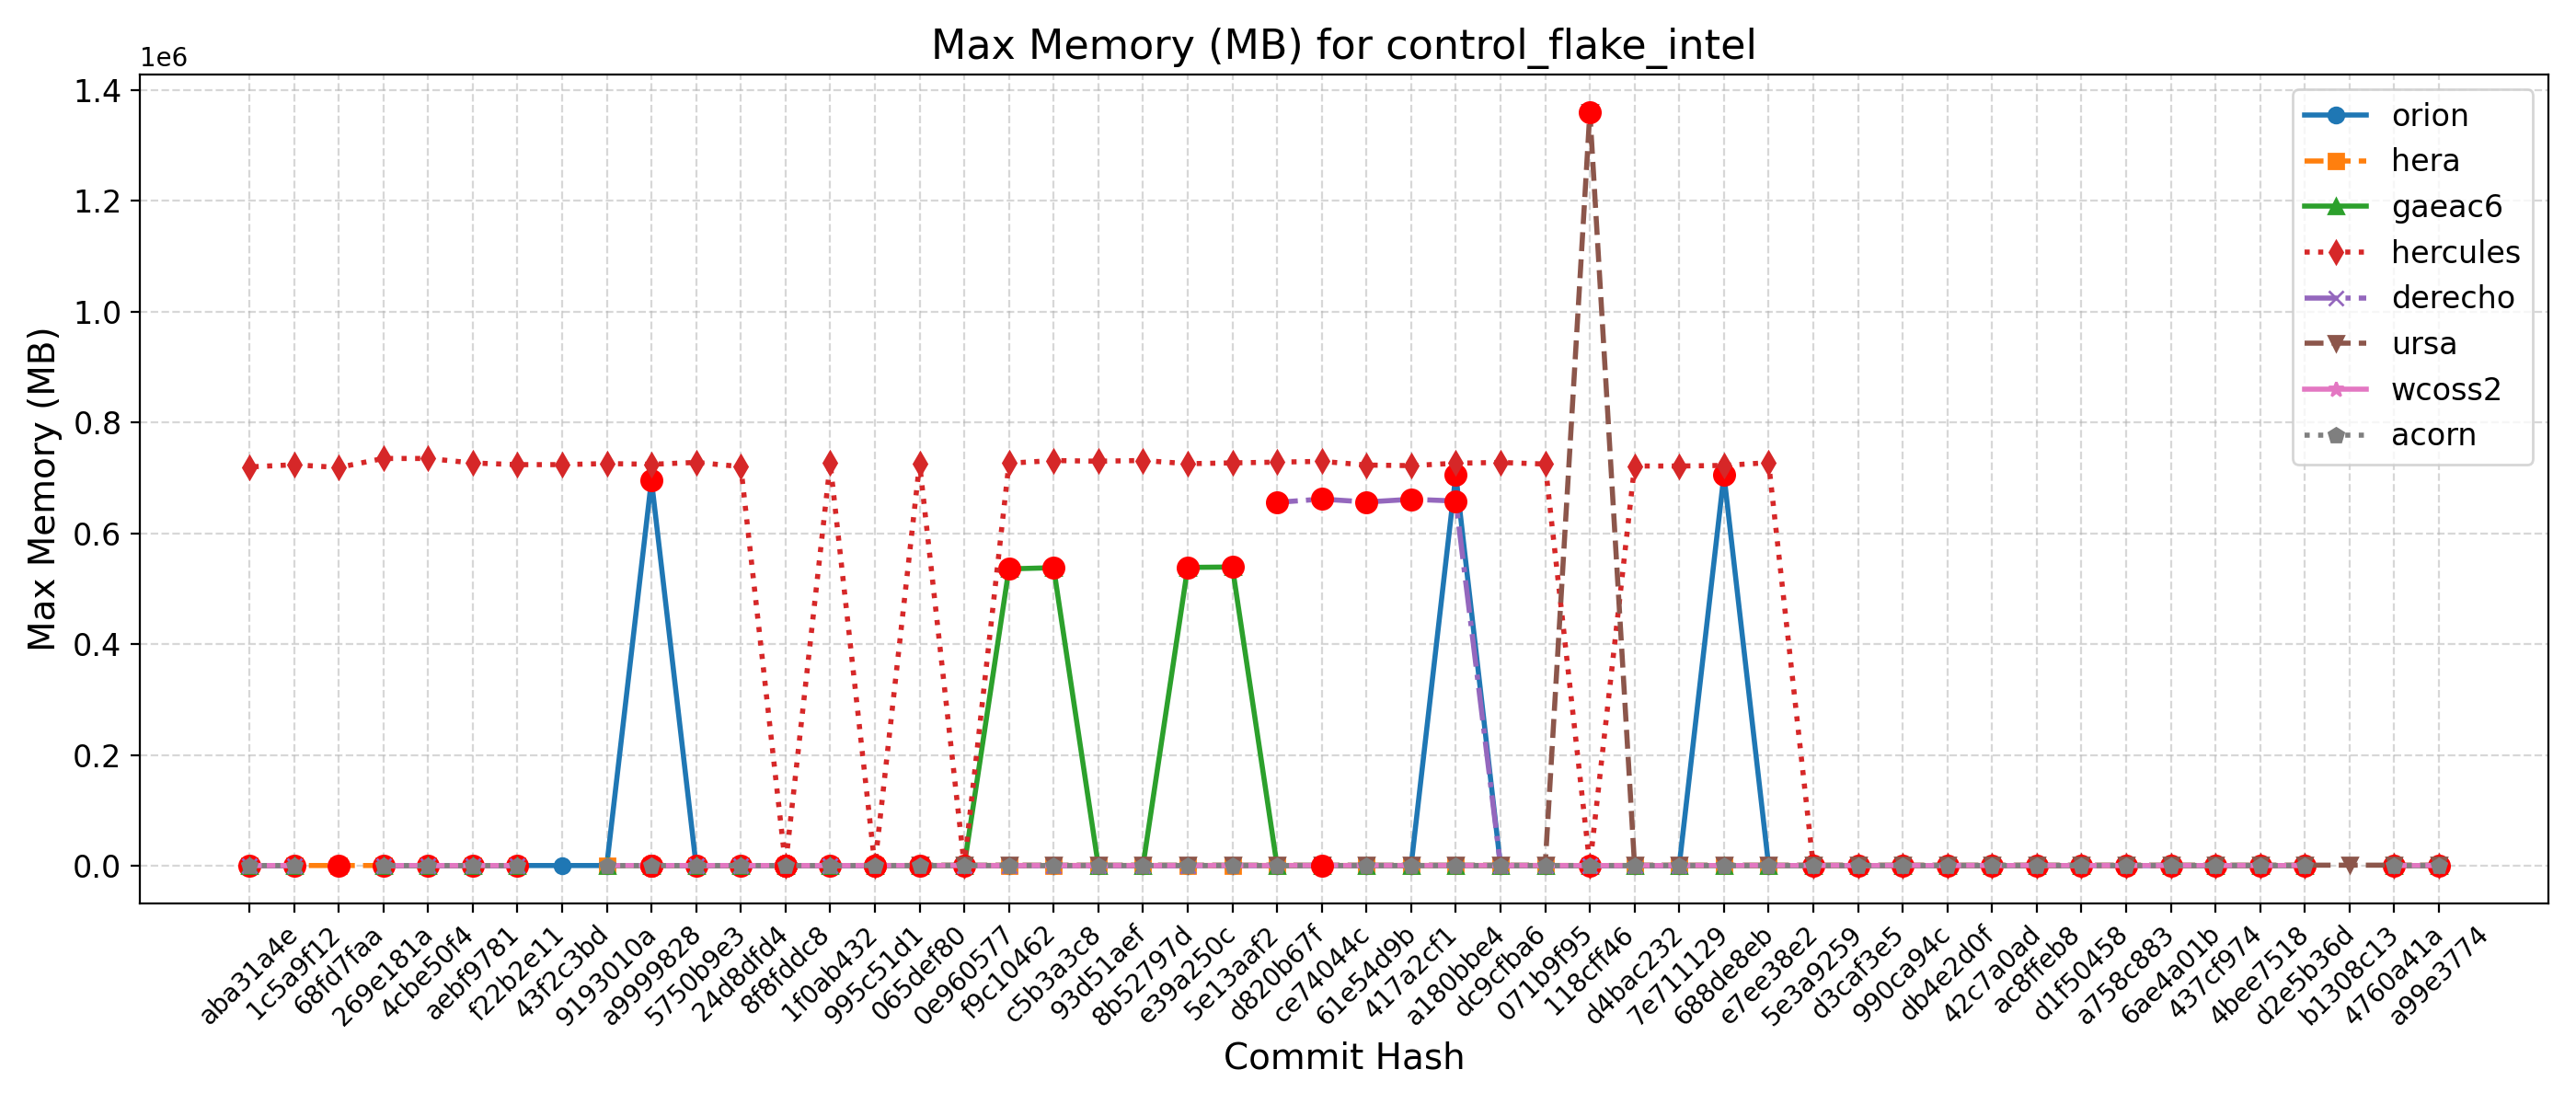 Max Memory (MB) for control_flake_intel
1e6
1.4
1.2
1.0
0.8
0.6
0.4
0.2
0.0
Max Memory (MB)
orion
hera
gaeac6
hercules
derecho
ursa
wcoss2
acorn
aba31a4e
1c5a9f12
68fd7faa
269e181a
4cbe50f4
aebf9781
f22b2e11
43f2c3bd
9193010a
a9999828
5750b9e3
24d8dfd4
8f8fddc8
1f0ab432
995c51d1
065def80
0e960577
f9c10462
c5b3a3c8
93d51aef
8b52797d
e39a250c
5e13aaf2
d820b67f
ce74044c
61e54d9b
417a2cf1
a180bbe4
dc9cfba6
071b9f95
118cff46
d4bac232
7e711129
688de8eb
e7ee38e2
5e3a9259
d3caf3e5
990ca94c
db4e2d0f
42c7a0ad
ac8ffeb8
d1f50458
a758c883
6ae4a01b
437cf974
4bee7518
d2e5b36d
b1308c13
4760a41a
a99e3774
Commit Hash